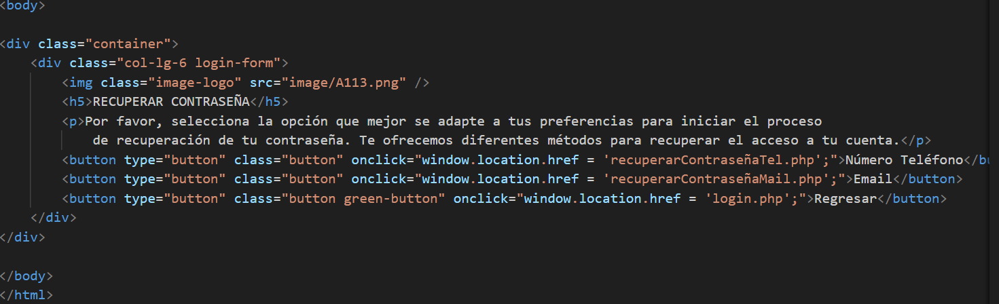 <body>
<div class="container">
<div class="col-lg-6 login-form">
<img class="image-logo" src="image/A113.png" />
<h5>RECUPERAR CONTRASEÑA</h5>
<p>Por favor, selecciona la opción que mejor se adapte a tus preferencias para iniciar el proceso
de recuperación de tu contraseña. Te ofrecemos diferentes métodos para recuperar el acceso a tu cuenta.</p>
<button type="button" class="button" onclick="window.location.href = 'recuperarContraseñaTel.php';">Número Teléfono</bu
<button type="button" class="button" onclick="window.location.href = 'recuperarContraseñaMail.php';">Email</button>
<button type="button" class="button green-button" onclick="window.location.href = 'login.php';">Regresar</button>
</div>
</div>
</body>
</html>